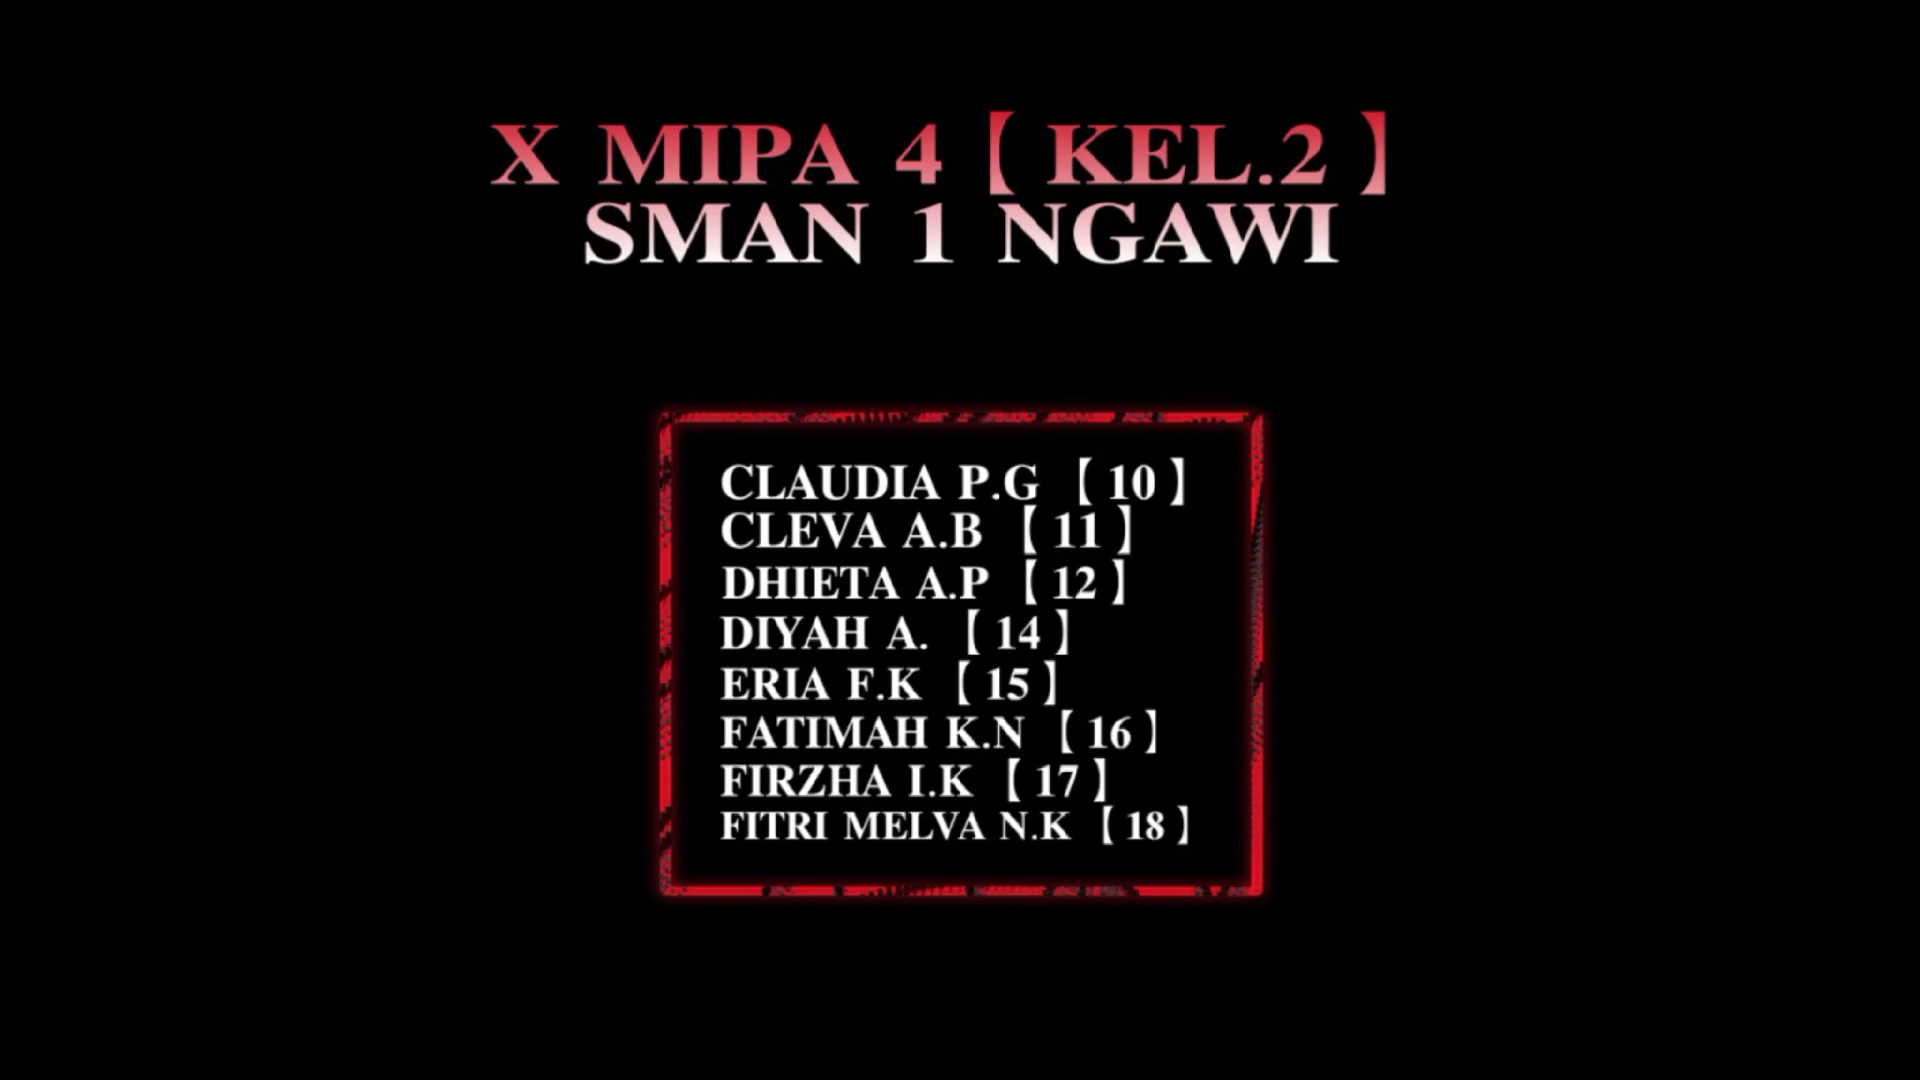 X MIPA 4 【 KEL.2 】
SMAN 1 NGAWI
CLAUDIA P.G 【 10 】
CLEVA A.B 【 11 】
DHIETA A.P 【 12 】
DIYAH A. 【 14 】
ERIA F.K 【 15 】
FATIMAH K.N 【 16 】
FIRZHA I.K 【 17 】
FITRI MELVA N.K 【 18 】